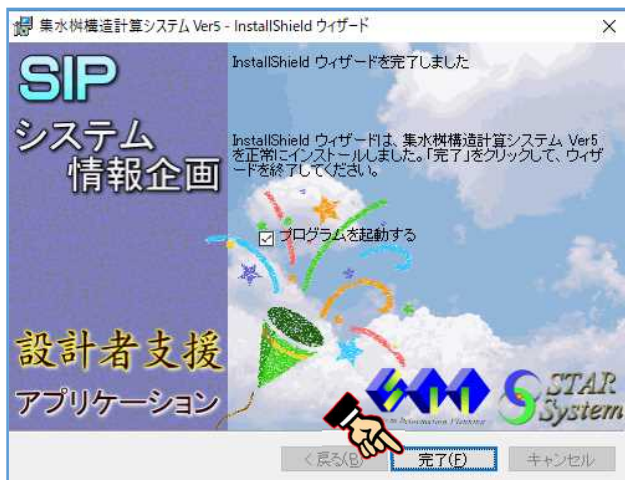 集水桝構造計算システム Ver5 - InstallShield ウィザード
SIP
システム
情報企画
設計者支援
アプリケーション
InstallShield ウィザードを完了しました
InstallShield ウィザードは、集水桝構造計算システム Ver5
を正常にインストールしました。「完了」をクリックして、ウィザ
ードを終了してください。
プログラムを起動する
STAR
System
< 戻る(B)
完了(F)
キャンセル